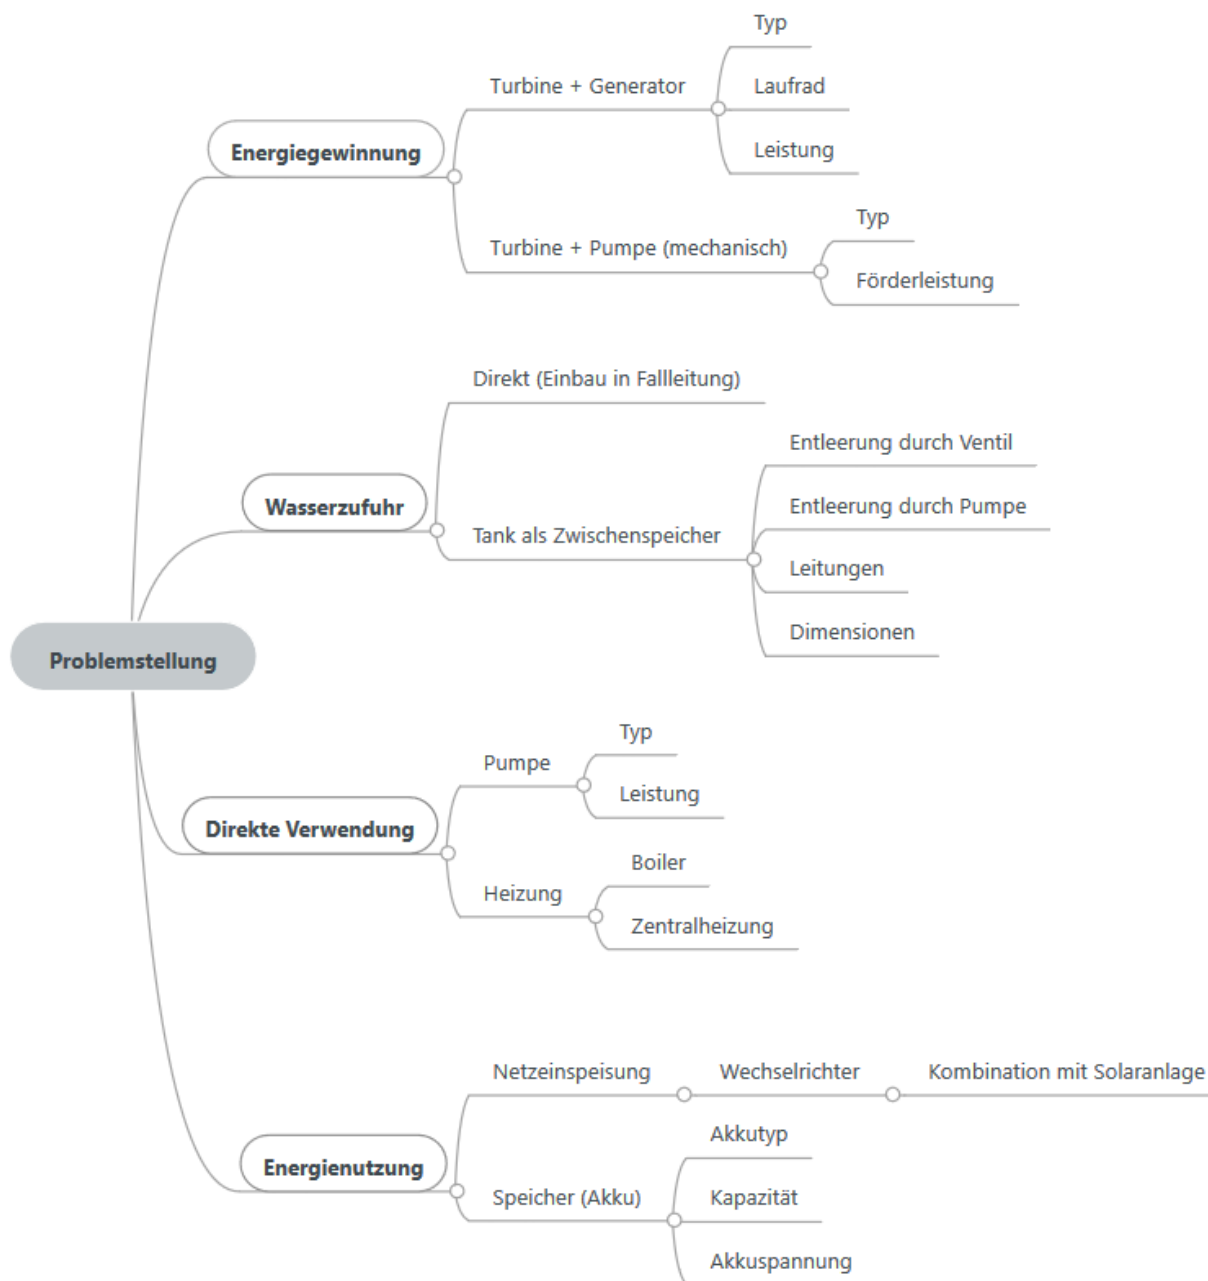 Problemstellung
Energiegewinnung
Turbine + Generator
Typ
Laufrad
Leistung
Turbine + Pumpe (mechanisch)
Typ
Förderleistung
Wasserzufuhr
Direkt (Einbau in Fallleitung)
Tank als Zwischenspeicher
Entleerung durch Ventil
Entleerung durch Pumpe
Leitungen
Dimensionen
Direkte Verwendung
Pumpe
Typ
Leistung
Heizung
Boiler
Zentralheizung
Energienutzung
Netzeinspeisung
Wechselrichter
Kombination mit Solaranlage
Speicher (Akku)
Akkutyp
Kapazität
Akkuspannung